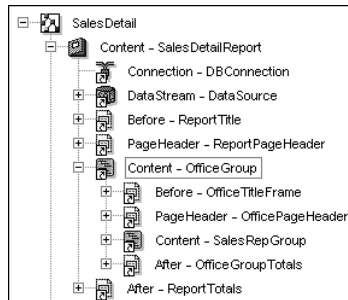 SalesDetail
Content - SalesDetailReport
Connection - DBConnection
DataStream - DataSource
Before - ReportTitle
PageHeader - ReportPageHeader
Content - OfficeGroup
Before - OfficeTitleFrame
PageHeader - OfficePageHeader
Content - SalesRepGroup
After - OfficeGroupTotals
After - ReportTotals